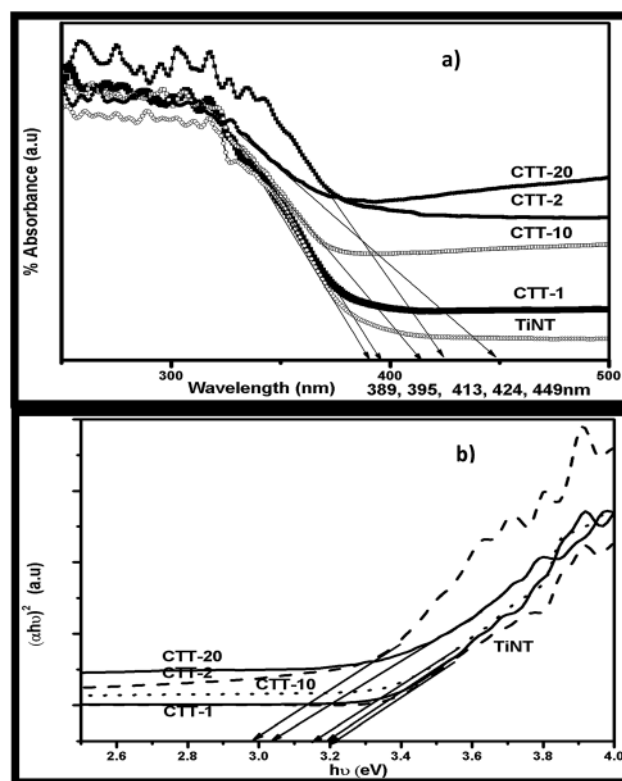 a)
% Absorbance (a.u)
CTT-20
CTT-2
CTT-10
CTT-1
TiNT
300
400
500
Wavelength (nm)
389, 395, 413, 424, 449nm
b)
(αhυ)² (a.u)
CTT-20
CTT-2
CTT-10
CTT-1
TiNT
2.6 2.8 3.0 3.2 3.4 3.6 3.8 4.0
hυ (eV)